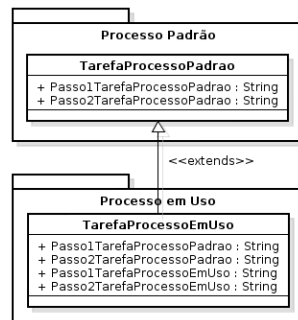 Processo Padrão
TarefaProcessoPadrao
+ Passo1TarefaProcessoPadrao : String
+ Passo2TarefaProcessoPadrao : String
<<extends>>
Processo em Uso
TarefaProcessoEmUso
+ Passo1TarefaProcessoPadrao : String
+ Passo2TarefaProcessoPadrao : String
+ Passo1TarefaProcessoEmUso : String
+ Passo2TarefaProcessoEmUso : String